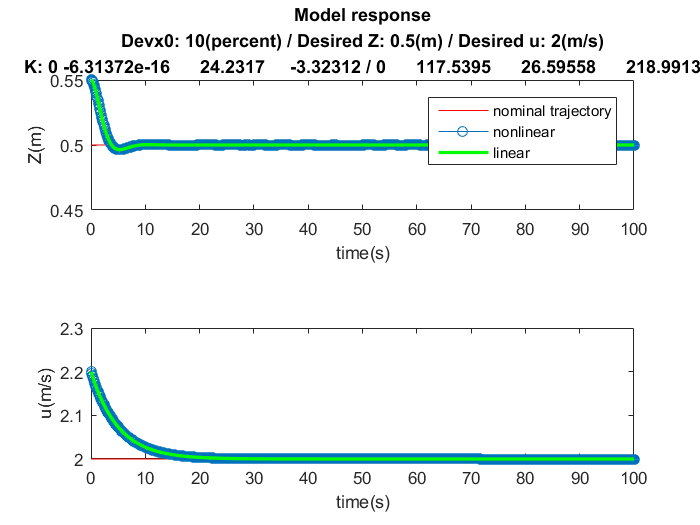 Model response
Devx0: 10(percent) / Desired Z: 0.5(m) / Desired u: 2(m/s)
K: 0 -6.31372e-16 24.2317 -3.32312 / 0 117.5395 26.59558 218.9913
0.55
0.5
0.45
Z(m)
nominal trajectory
nonlinear
linear
0 10 20 30 40 50 60 70 80 90 100
time(s)
2.3
2.2
2.1
2
u(m/s)
0 10 20 30 40 50 60 70 80 90 100
time(s)